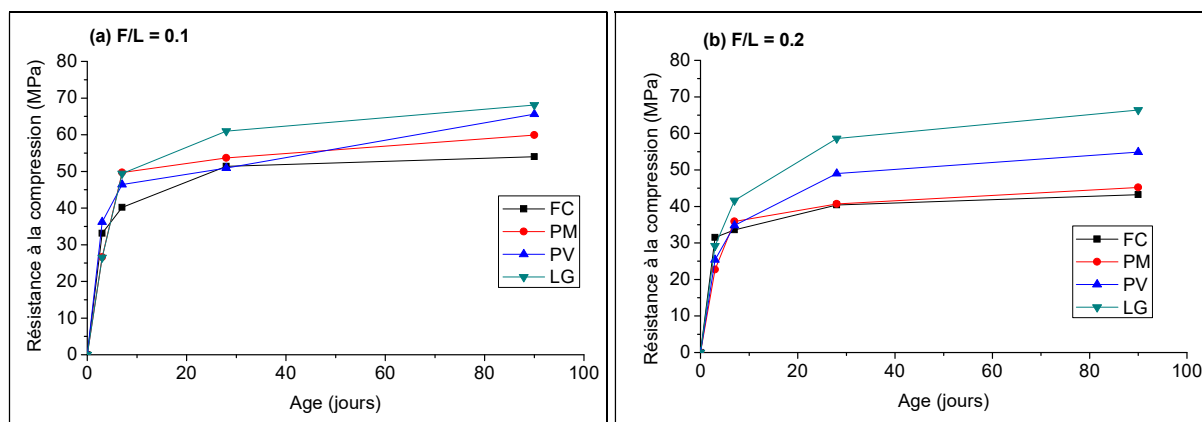 (a) F/L = 0.1
Résistance à la compression (MPa)
80
70
60
50
40
30
20
10
0
FC
PM
PV
LG
0 20 40 60 80 100
Age (jours)
(b) F/L = 0.2
Résistance à la compression (MPa)
80
70
60
50
40
30
20
10
0
FC
PM
PV
LG
0 20 40 60 80 100
Age (jours)